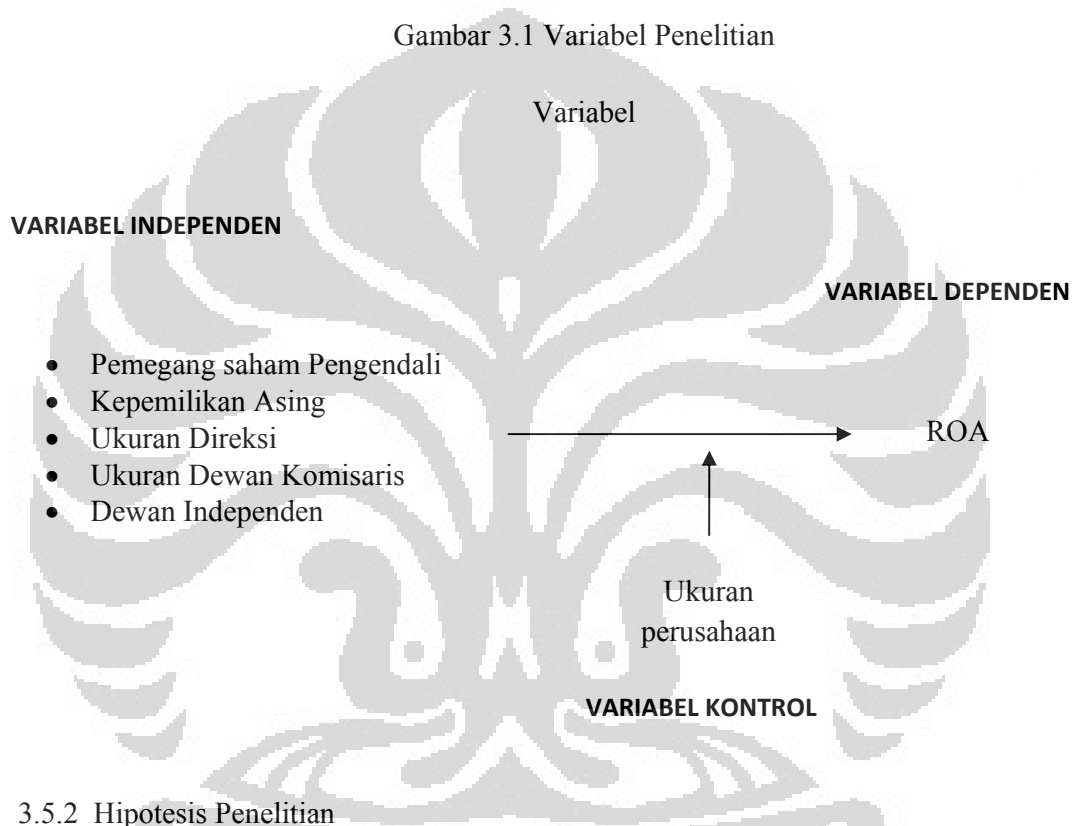 Gambar 3.1 Variabel Penelitian
Variabel
VARIABEL INDEPENDEN
VARIABEL DEPENDEN
• Pemegang saham Pengendali
• Kepemilikan Asing
• Ukuran Direksi
• Ukuran Dewan Komisaris
• Dewan Independen
ROA
Ukuran
perusahaan
VARIABEL KONTROL
3.5.2 Hipotesis Penelitian